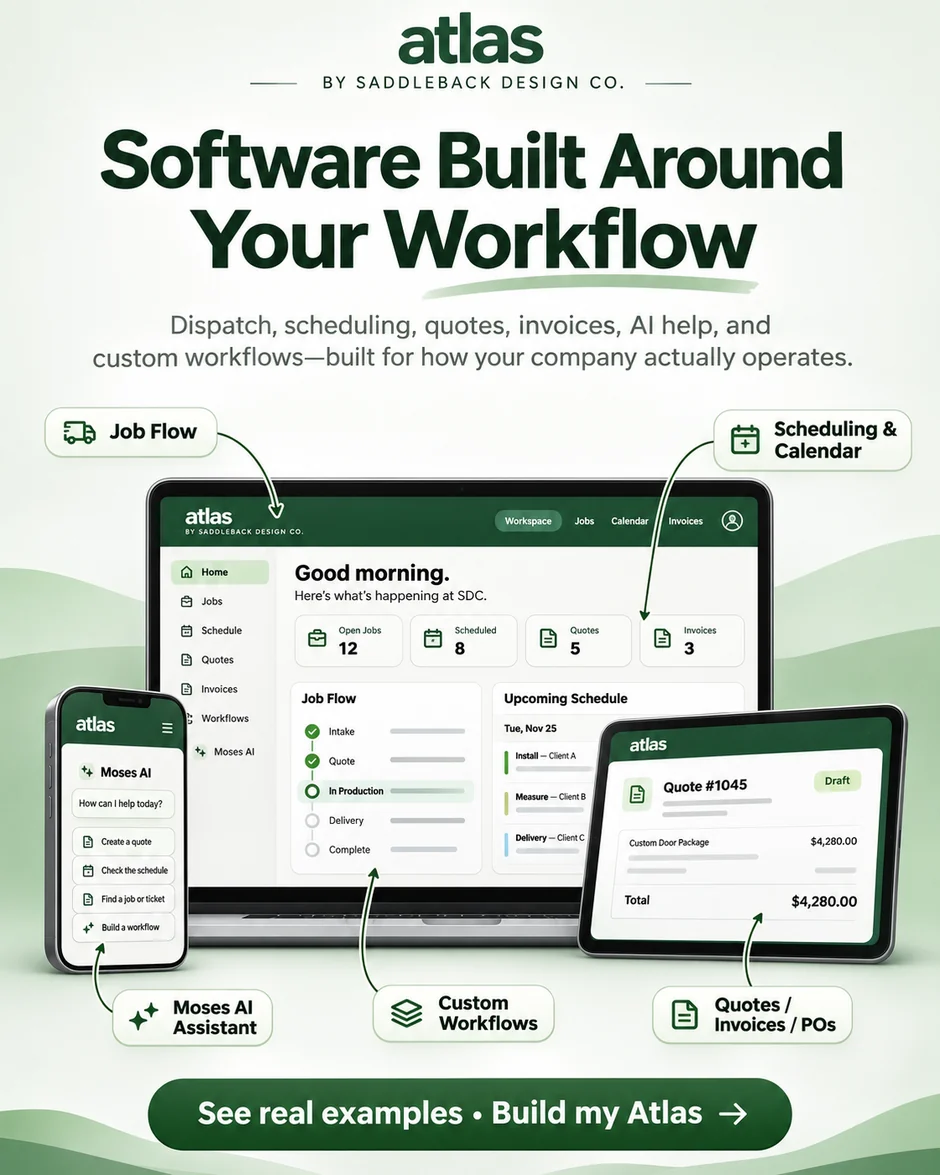 atlas
BY SADDLEBACK DESIGN CO.
Software Built Around
Your Workflow
Dispatch, scheduling, quotes, invoices, AI help, and
custom workflows—built for how your company actually operates.
Job Flow
Scheduling &
Calendar
atlas
BY SADDLEBACK DESIGN CO.
Workspace
Jobs
Calendar
Invoices
Home
Jobs
Schedule
Quotes
Invoices
Workflows
Moses AI
Good morning.
Here's what's happening at SDC.
Open Jobs
12
Scheduled
8
Quotes
5
Invoices
3
Job Flow
Intake
Quote
In Production
Delivery
Complete
Upcoming Schedule
Tue, Nov 25
Install — Client A
Measure — Client B
Delivery — Client C
atlas
Moses AI
How can I help today?
Create a quote
Check the schedule
Find a job or ticket
Build a workflow
atlas
Quote #1045
Draft
Custom Door Package $4,280.00
Total $4,280.00
Moses AI
Assistant
Custom
Workflows
Quotes /
Invoices / POs
See real examples • Build my Atlas →